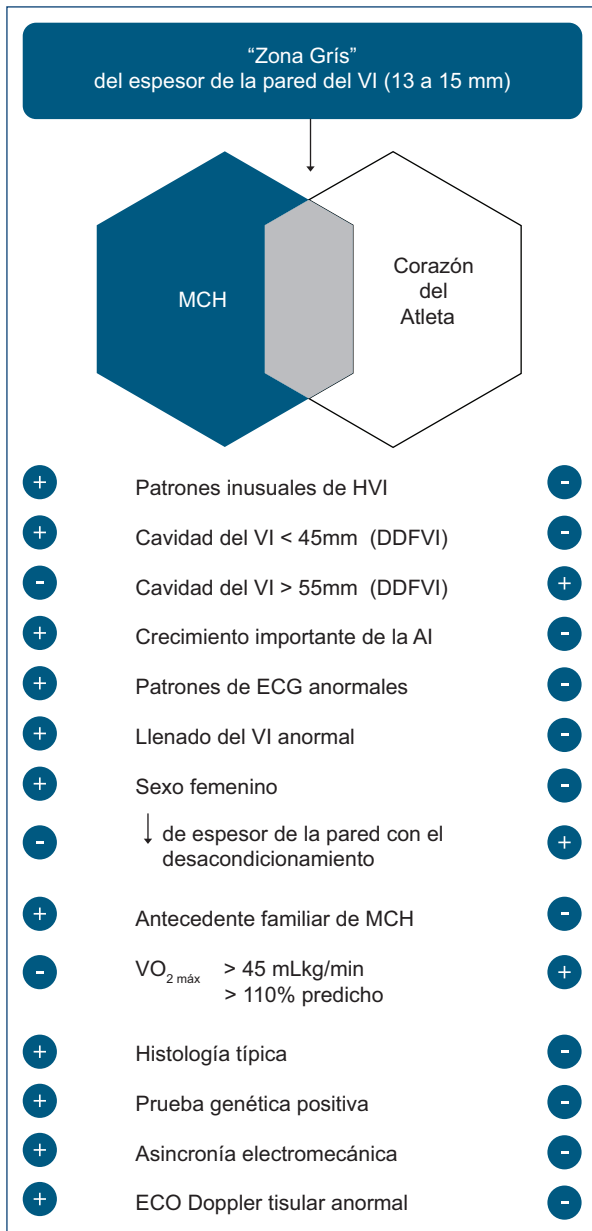 “Zona Grís”
del espesor de la pared del VI (13 a 15 mm)
MCH
Corazón
del
Atleta
+ Patrones inusuales de HVI -
+ Cavidad del VI < 45mm (DDFVI) -
- Cavidad del VI > 55mm (DDFVI) +
+ Crecimiento importante de la AI -
+ Patrones de ECG anormales -
+ Llenado del VI anormal -
+ Sexo femenino -
- ↓ de espesor de la pared con el +
desacondicionamiento
+ Antecedente familiar de MCH -
- VO2 máx > 45 mLkg/min +
> 110% predicho
+ Histología típica -
+ Prueba genética positiva -
+ Asincronía electromecánica -
+ ECO Doppler tisular anormal -